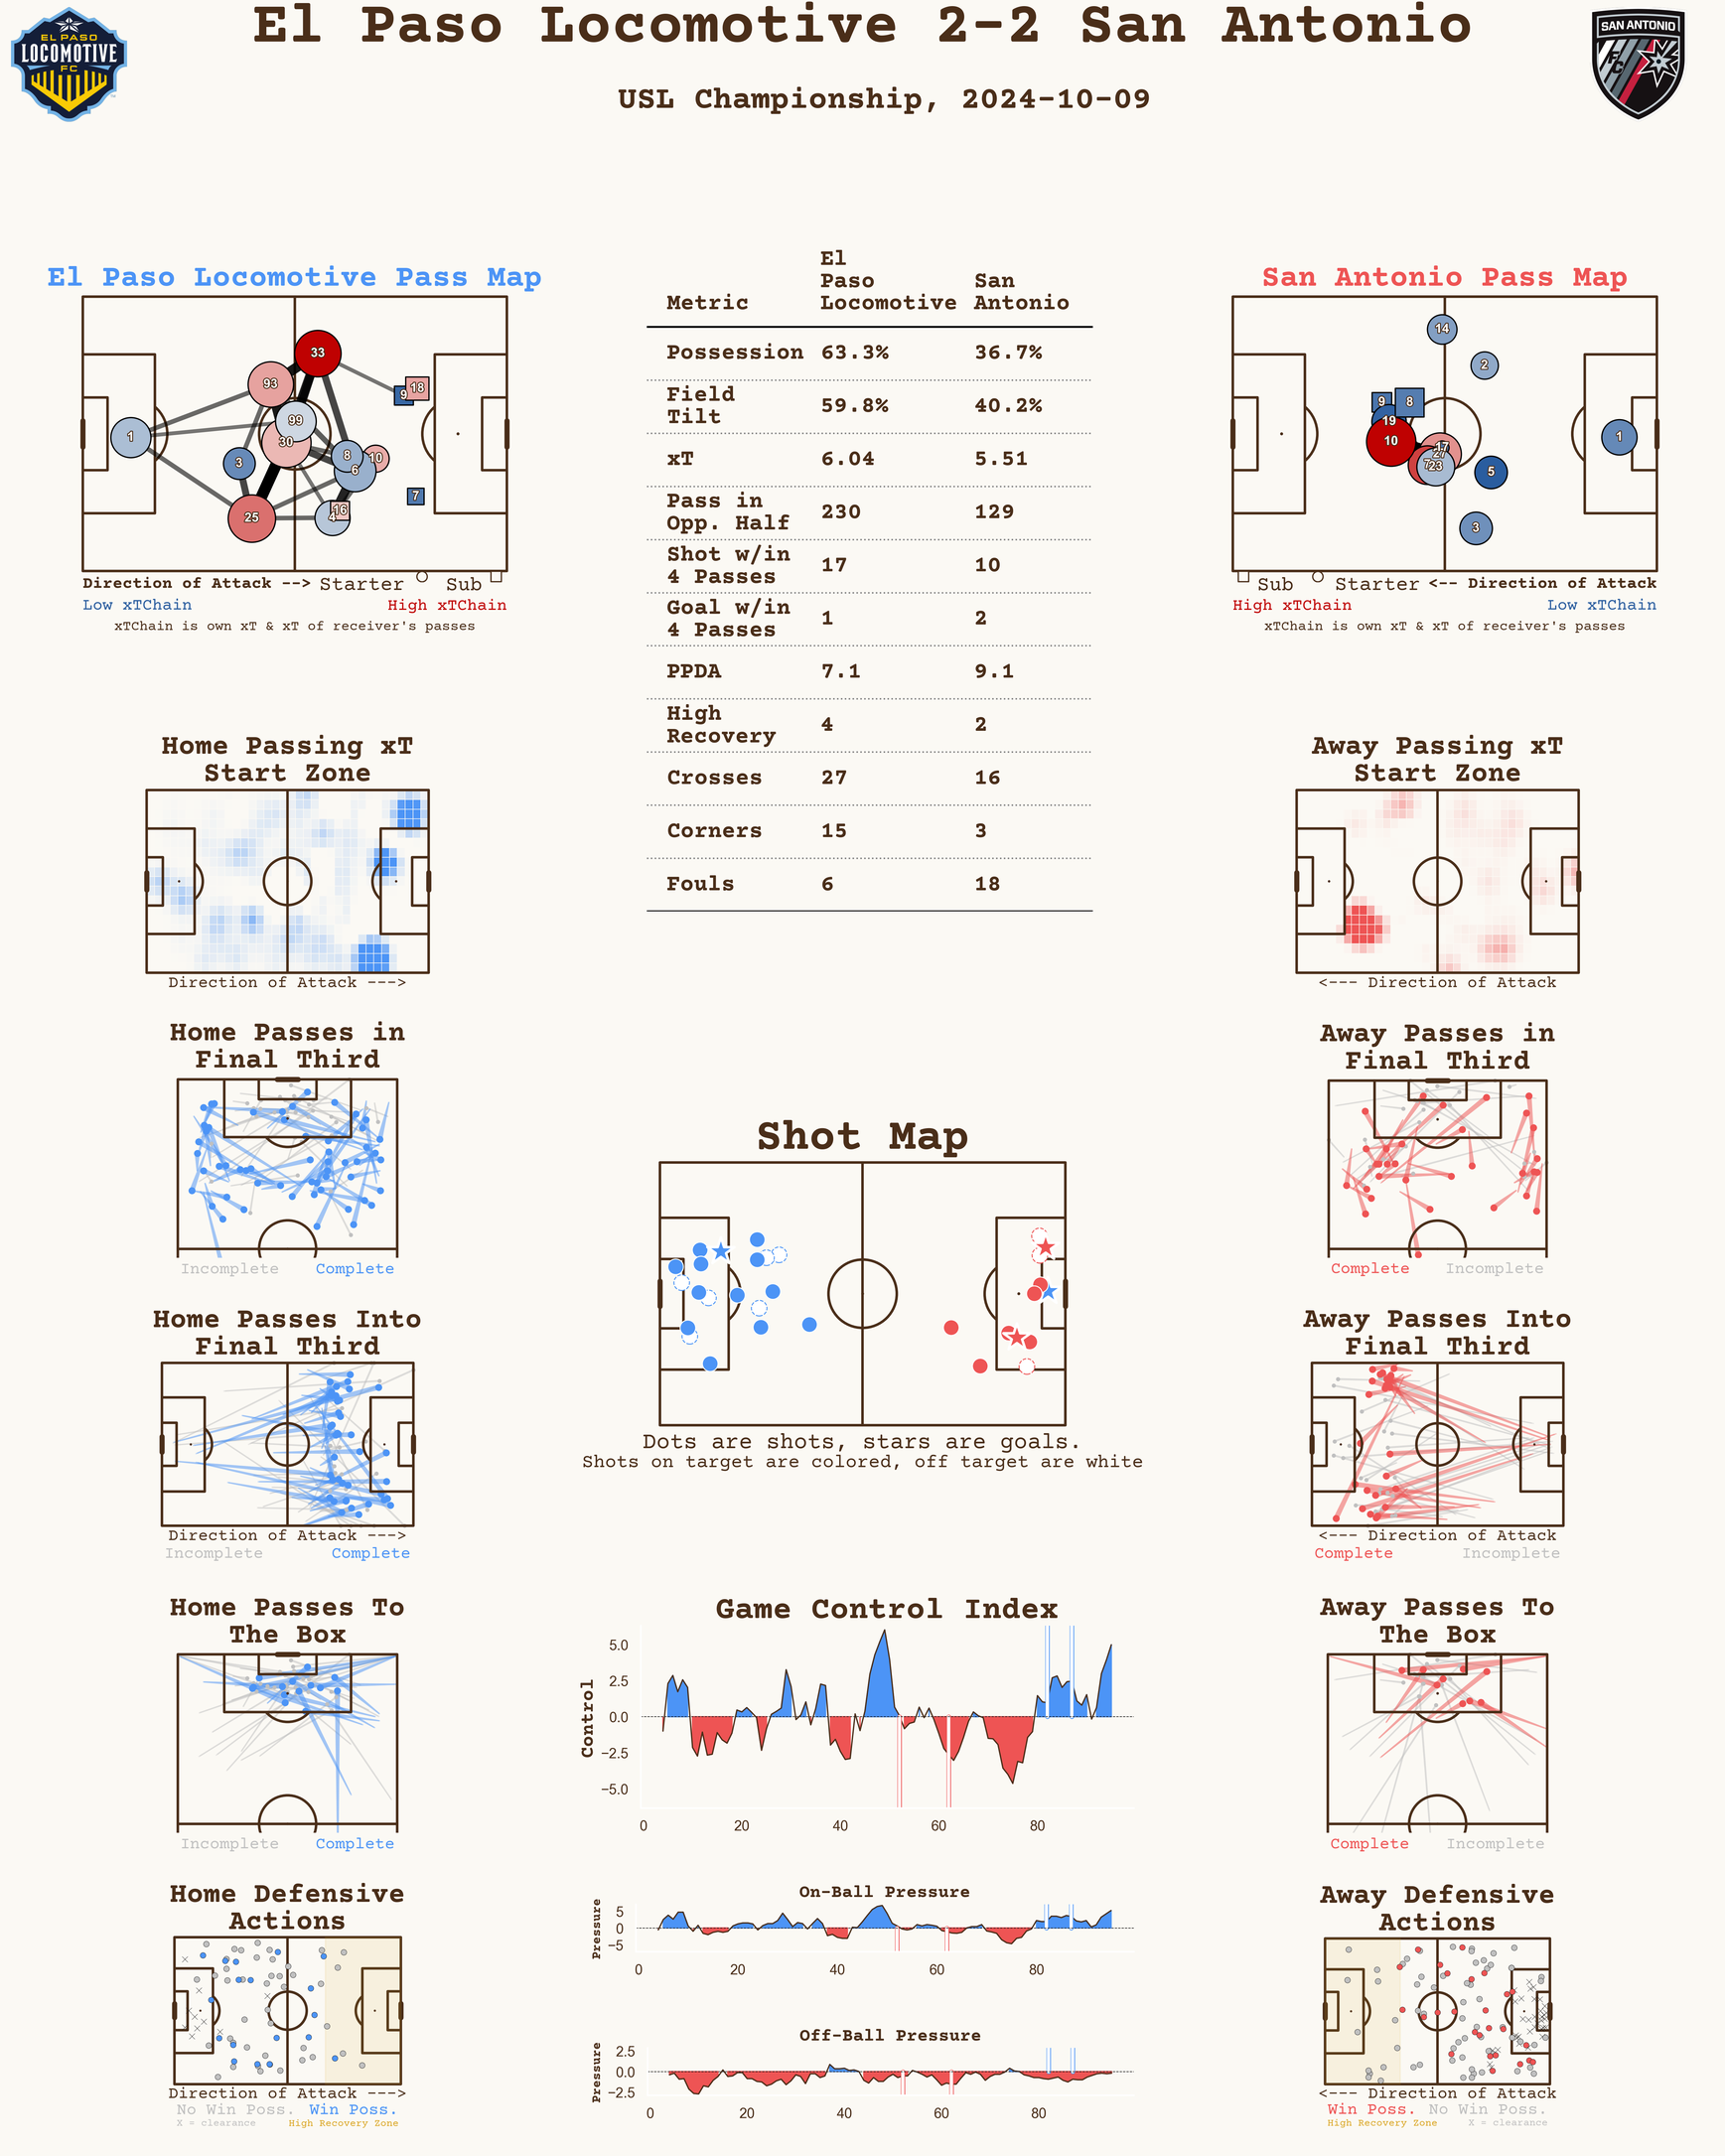 El Paso Locomotive 2-2 San Antonio
USL Championship, 2024-10-09
EL PASO
LOCOMOTIVE
FC
SAN ANTONIO
FC
El Paso Locomotive Pass Map
1
33
93
99
30
3
25
8
10
6
16
4
9
18
7
Direction of Attack --> Starter Sub
Low xTChain High xTChain
xTChain is own xT & xT of receiver's passes
Metric El Paso Locomotive San Antonio
Possession 63.3% 36.7%
Field Tilt 59.8% 40.2%
xT 6.04 5.51
Pass in Opp. Half 230 129
Shot w/in 4 Passes 17 10
Goal w/in 4 Passes 1 2
PPDA 7.1 9.1
High Recovery 4 2
Crosses 27 16
Corners 15 3
Fouls 6 18
San Antonio Pass Map
14
2
9
8
19
10
17
27
7
23
5
3
1
Sub Starter <-- Direction of Attack
High xTChain Low xTChain
xTChain is own xT & xT of receiver's passes
Home Passing xT
Start Zone
Direction of Attack --->
Away Passing xT
Start Zone
<--- Direction of Attack
Home Passes in
Final Third
Incomplete Complete
Away Passes in
Final Third
Complete Incomplete
Shot Map
Dots are shots, stars are goals.
Shots on target are colored, off target are white
Home Passes Into
Final Third
Direction of Attack --->
Incomplete Complete
Away Passes Into
Final Third
<--- Direction of Attack
Complete Incomplete
Home Passes To
The Box
Incomplete Complete
Game Control Index
Control
5.0
2.5
0.0
−2.5
−5.0
0 20 40 60 80
Away Passes To
The Box
Complete Incomplete
Home Defensive
Actions
Direction of Attack --->
No Win Poss. Win Poss.
X = clearance High Recovery Zone
On-Ball Pressure
Pressure
5
0
−5
0 20 40 60 80
Off-Ball Pressure
Pressure
2.5
0.0
−2.5
0 20 40 60 80
Away Defensive
Actions
<--- Direction of Attack
Win Poss. No Win Poss.
High Recovery Zone X = clearance